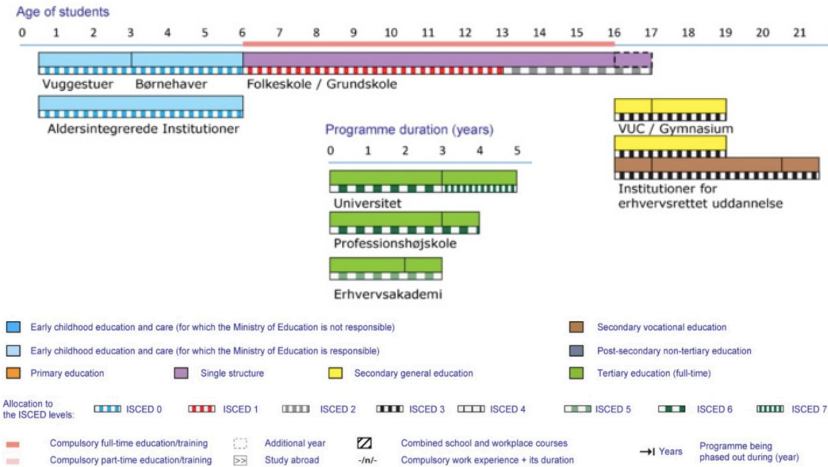 Age of students
0 1 2 3 4 5 6 7 8 9 10 11 12 13 14 15 16 17 18 19 20 21
Vuggestuer Børnehaver Folkeskole / Grundskole
Aldersintegrerede Institutioner
VUC / Gymnasium
Programme duration (years)
0 1 2 3 4 5
Institutioner for
erhvervsrettet uddannelse
Universitet
Professionshøjskole
Erhvervsakademi
Early childhood education and care (for which the Ministry of Education is not responsible) Secondary vocational education
Early childhood education and care (for which the Ministry of Education is responsible) Post-secondary non-tertiary education
Primary education Single structure Secondary general education Tertiary education (full-time)
Allocation to
the ISCED levels: ISCED 0 ISCED 1 ISCED 2 ISCED 3 ISCED 4 ISCED 5 ISCED 6 ISCED 7
Compulsory full-time education/training Additional year Combined school and workplace courses Years Programme being
phased out during (year)
Compulsory part-time education/training >> Study abroad -/n/- Compulsory work experience + its duration